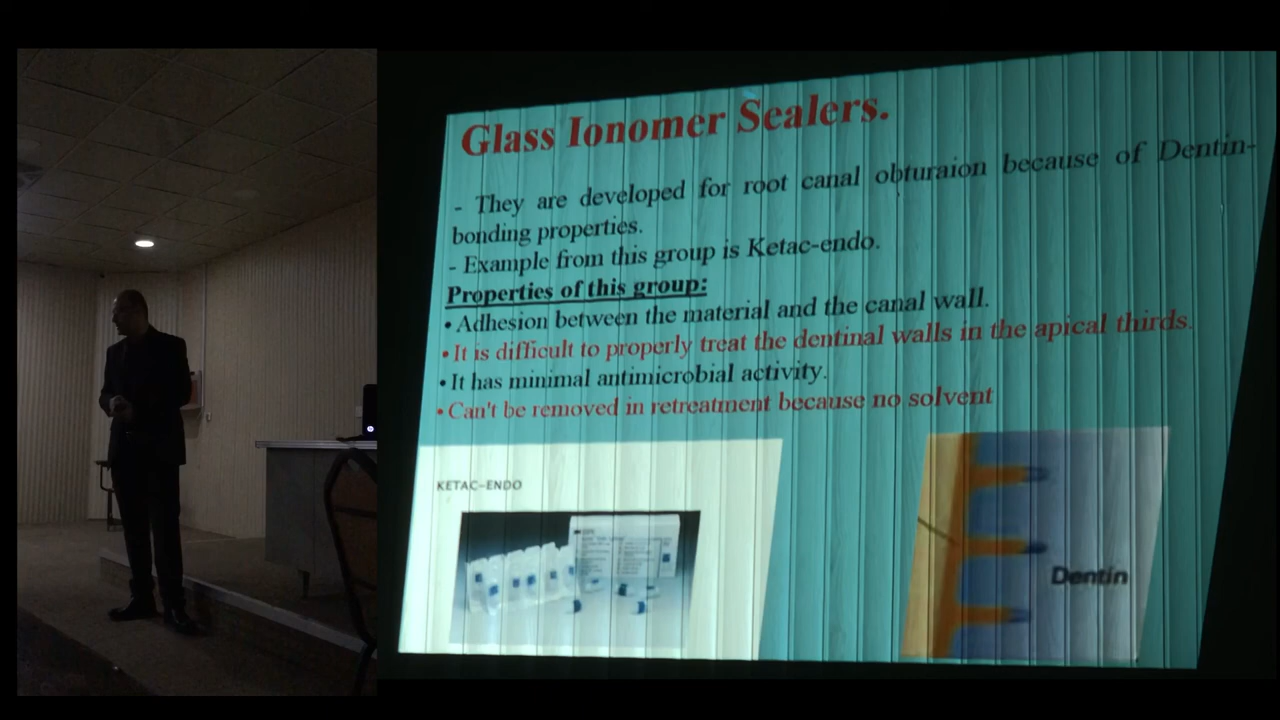 Glass Ionomer Sealers.
- They are developed for root canal obturaion because of Dentin-
bonding properties.
- Example from this group is Ketac-endo.
Properties of this group:
• Adhesion between the material and the canal wall.
• It is difficult to properly treat the dentinal walls in the apical thirds.
• It has minimal antimicrobial activity.
• Can't be removed in retreatment because no solvent
KETAC-ENDO
Dentin